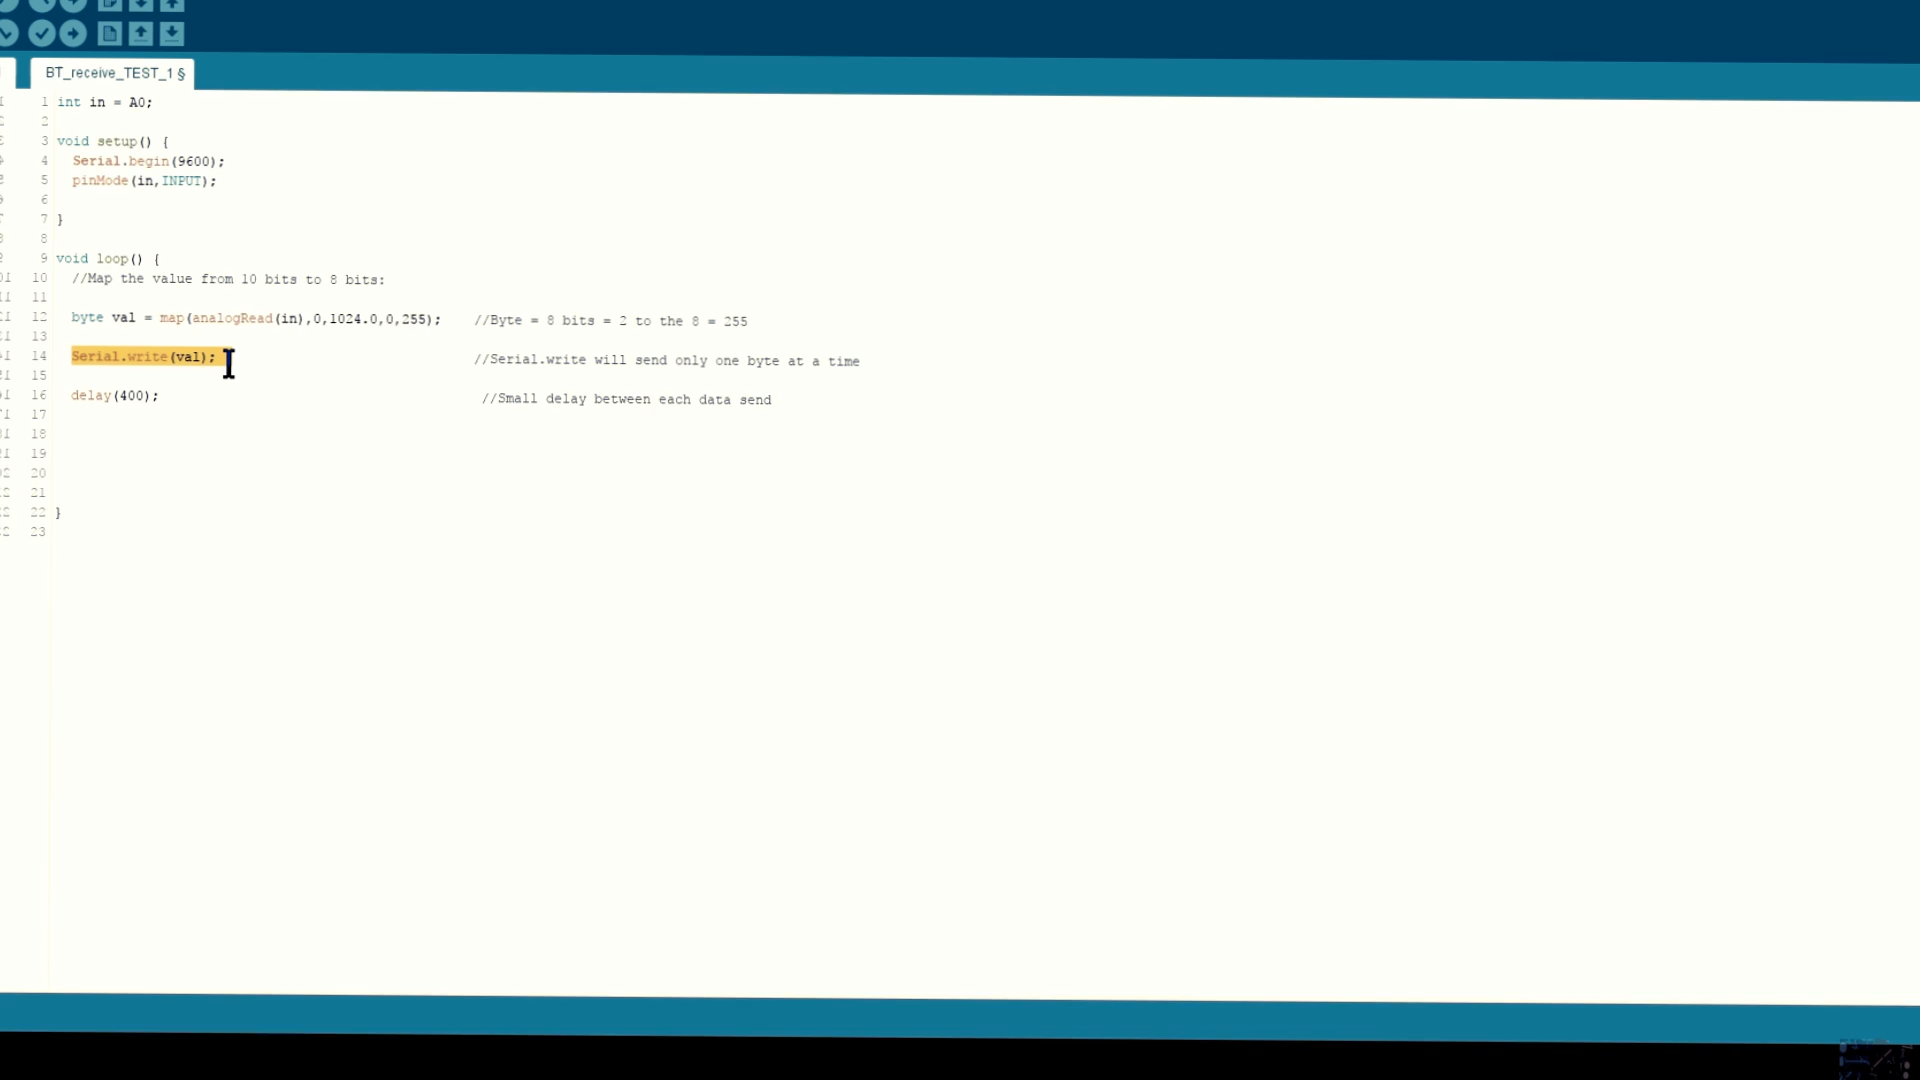 BT_receive_TEST_1 §
1 int in = A0;
2
3 void setup() {
4 Serial.begin(9600);
5 pinMode(in,INPUT);
6
7 }
8
9 void loop() {
10 //Map the value from 10 bits to 8 bits:
11
12 byte val = map(analogRead(in),0,1024.0,0,255); //Byte = 8 bits = 2 to the 8 = 255
13
14 Serial.write(val); //Serial.write will send only one byte at a time
15
16 delay(400); //Small delay between each data send
17
18
19
20
21
22 }
23